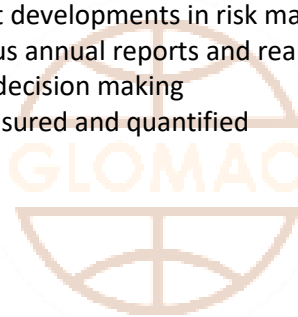 t developments in risk ma
us annual reports and rea
decision making
sured and quantified
GLOMAC